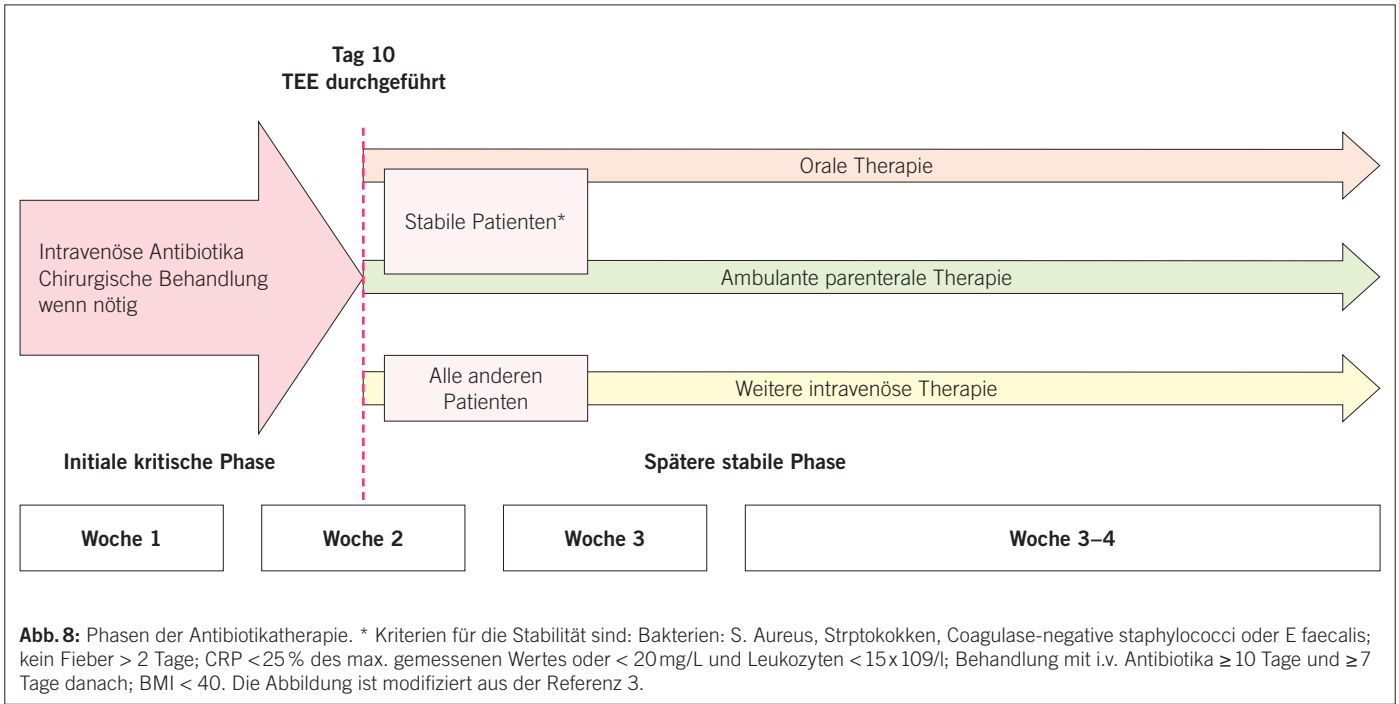 Tag 10
TEE durchgeführt
Orale Therapie
Stabile Patienten*
Intravenöse Antibiotika
Chirurgische Behandlung
wenn nötig
Ambulante parenterale Therapie
Alle anderen
Patienten
Weitere intravenöse Therapie
Initiale kritische Phase
Spätere stabile Phase
Woche 1
Woche 2
Woche 3
Woche 3–4
Abb. 8: Phasen der Antibiotikatherapie. * Kriterien für die Stabilität sind: Bakterien: S. Aureus, Strptokokken, Coagulase-negative staphylococci oder E faecalis;
kein Fieber > 2 Tage; CRP <25 % des max. gemessenen Wertes oder < 20 mg/L und Leukozyten <15 x 109/l; Behandlung mit i.v. Antibiotika ≥ 10 Tage und ≥ 7
Tage danach; BMI < 40. Die Abbildung ist modifiziert aus der Referenz 3.